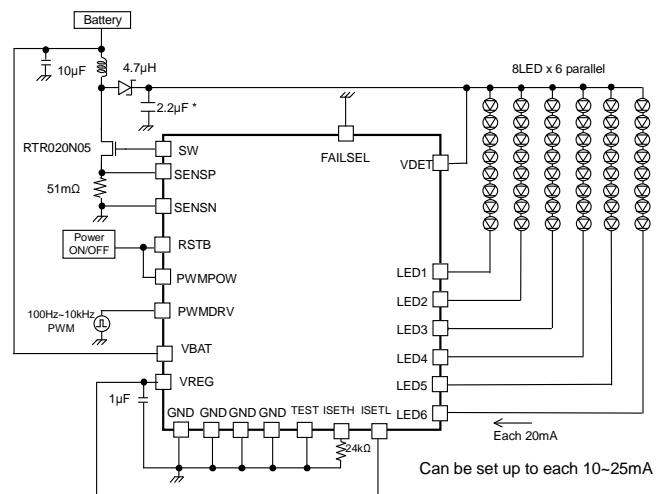 Battery
10µF
4.7µH
8LED x 6 parallel
2.2µF *
RTR020N05
SW
FAILSEL
VDET
SENSP
51mΩ
SENSN
Power
ON/OFF
RSTB
PWMPOW
LED1
LED2
100Hz~10kHz
PWM
PWMDRV
LED3
VBAT
LED4
VREG
LED5
1µF
GND GND GND GND TEST ISETH ISETL
LED6
24kΩ
Each 20mA
Can be set up to each 10~25mA